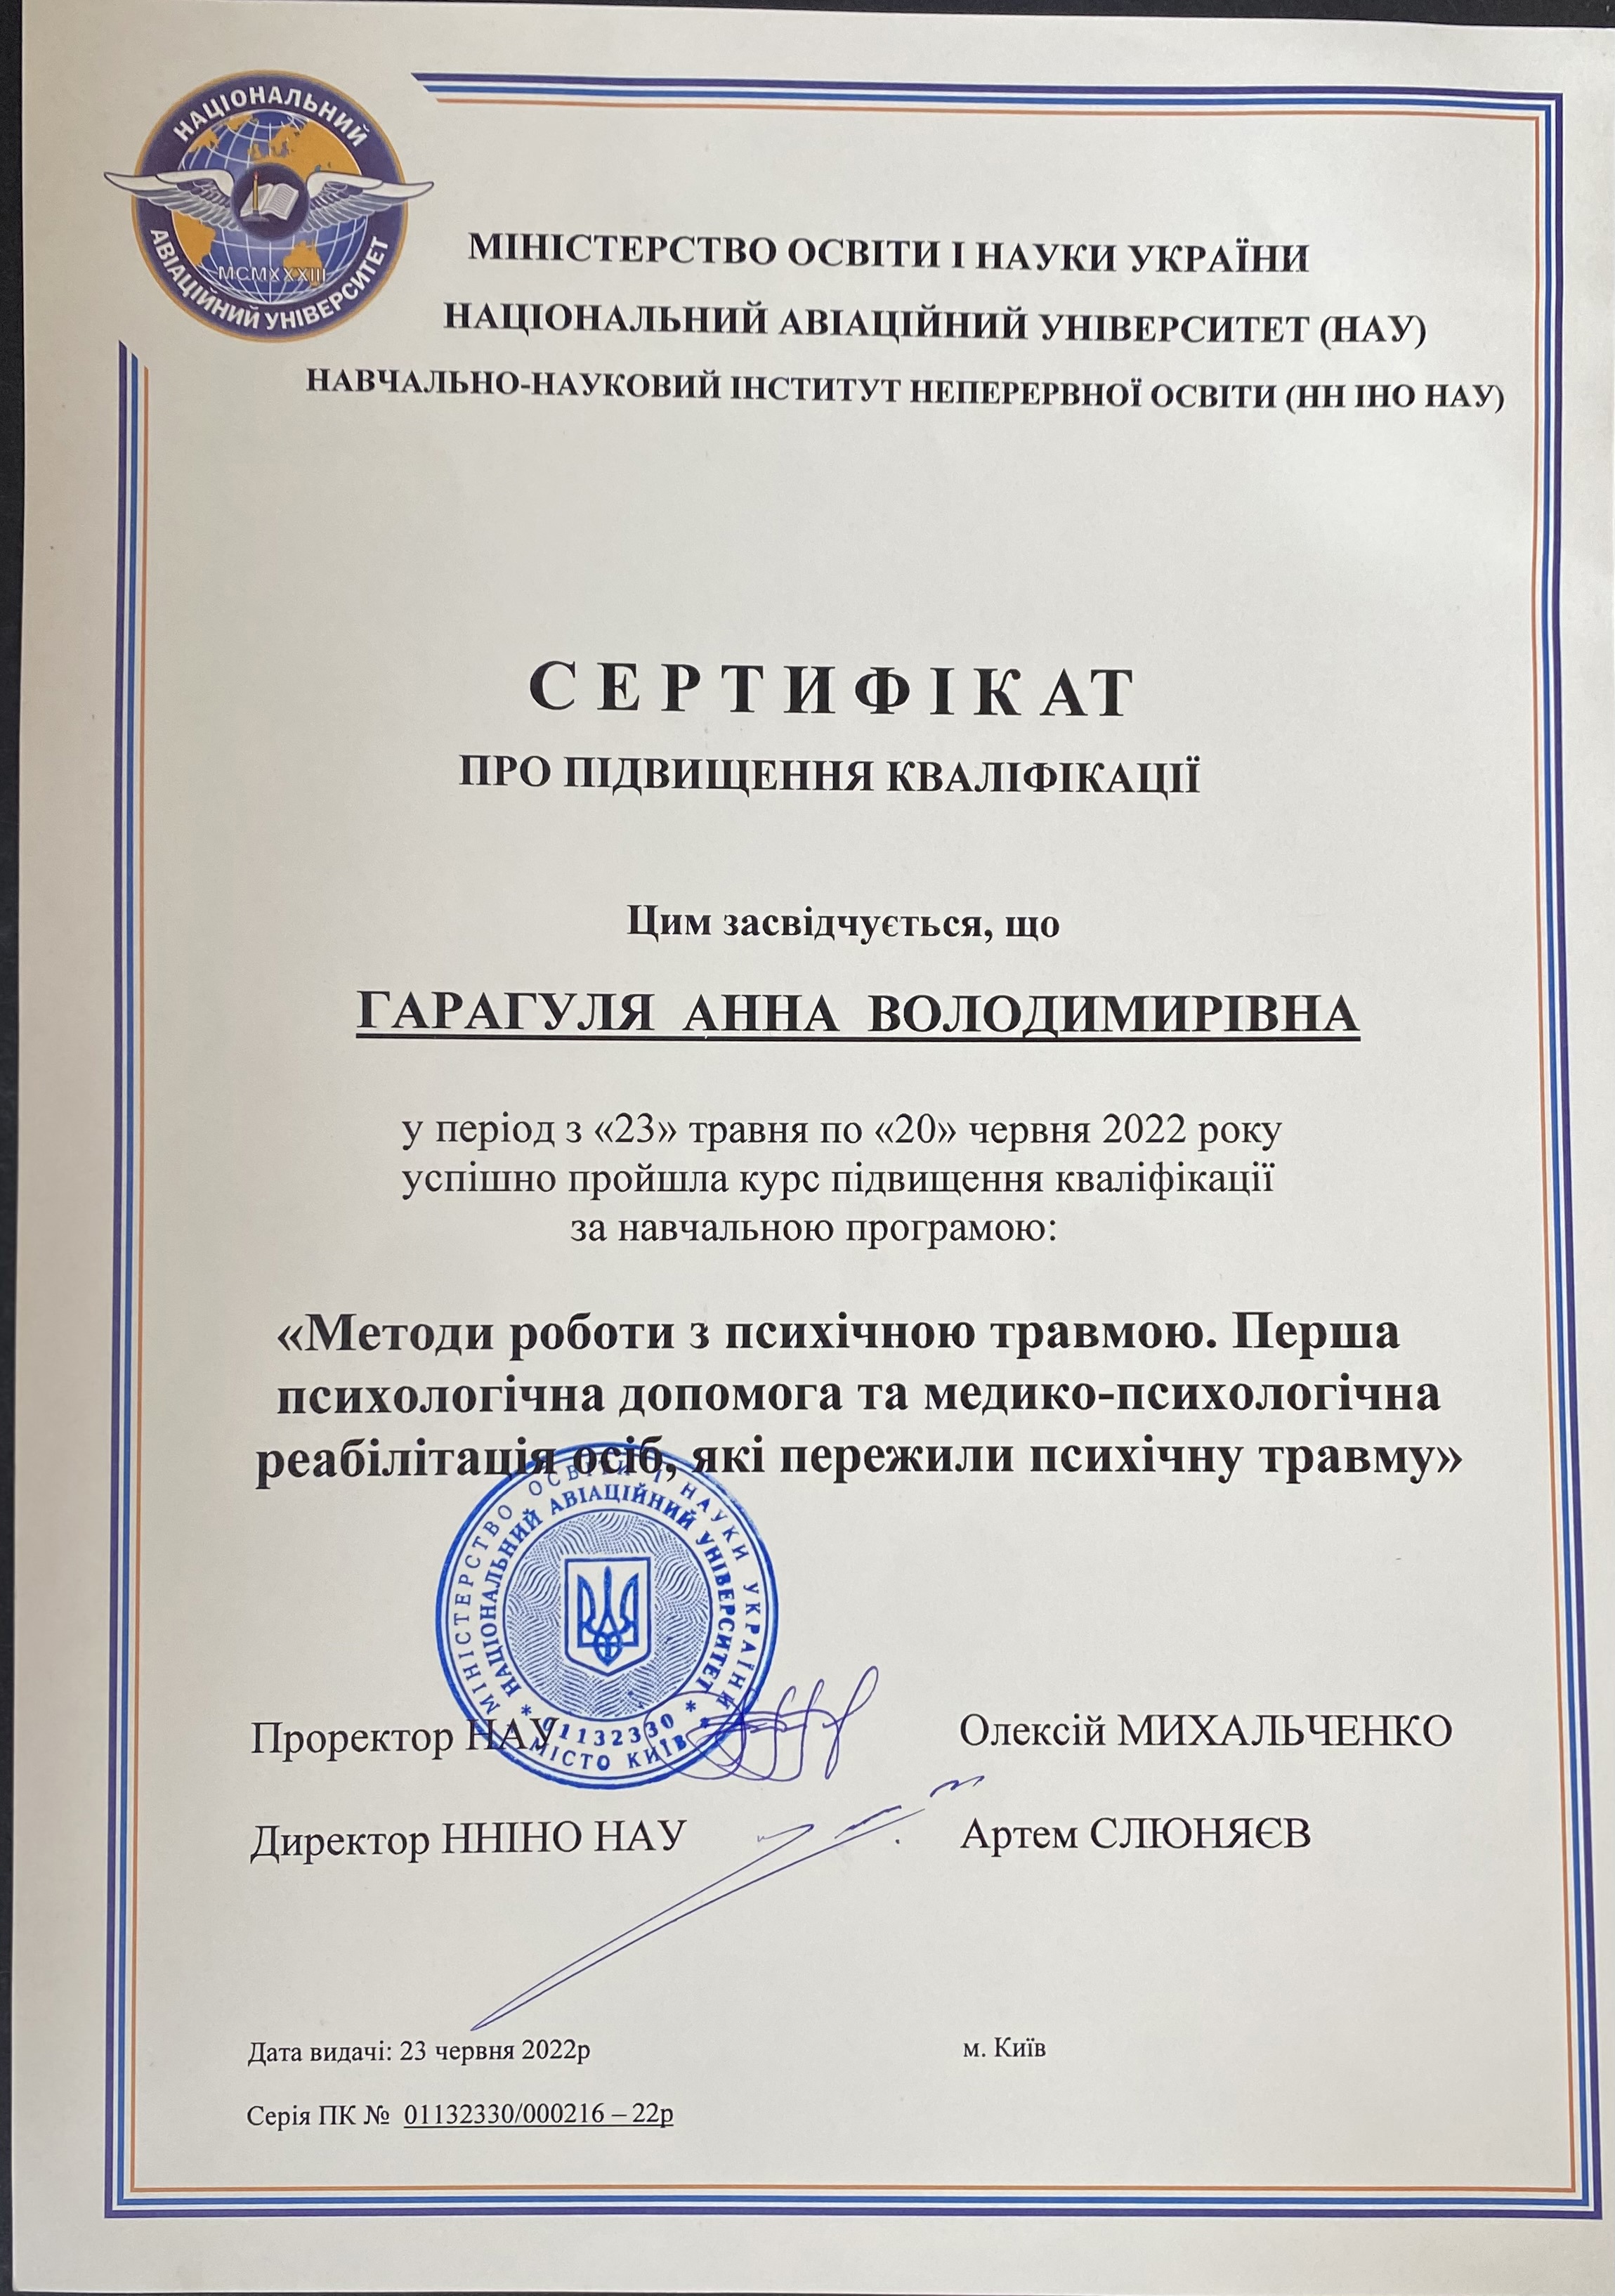 НАЦІОНАЛЬНИЙ
АВІАЦІЙНИЙ УНІВЕРСИТЕТ
MCMXXXIII
МІНІСТЕРСТВО ОСВІТИ І НАУКИ УКРАЇНИ
НАЦІОНАЛЬНИЙ АВІАЦІЙНИЙ УНІВЕРСИТЕТ (НАУ)
НАВЧАЛЬНО-НАУКОВИЙ ІНСТИТУТ НЕПЕРЕРВНОЇ ОСВІТИ (НН ІНО НАУ)
СЕРТИФІКАТ
ПРО ПІДВИЩЕННЯ КВАЛІФІКАЦІЇ
Цим засвідчується, що
ГАРАГУЛЯ АННА ВОЛОДИМИРІВНА
у період з «23» травня по «20» червня 2022 року
успішно пройшла курс підвищення кваліфікації
за навчальною програмою:
«Методи роботи з психічною травмою. Перша
психологічна допомога та медико-психологічна
реабілітація осіб, які пережили психічну травму»
МІНІСТЕРСТВО ОСВІТИ І НАУКИ УКРАЇНИ * МІСТО КИЇВ *
НАЦІОНАЛЬНИЙ АВІАЦІЙНИЙ УНІВЕРСИТЕТ * 01132330 *
Проректор НАУ Олексій МИХАЛЬЧЕНКО
Директор ННІНО НАУ Артем СЛЮНЯЄВ
Дата видачі: 23 червня 2022р м. Київ
Серія ПК № 01132330/000216 – 22р